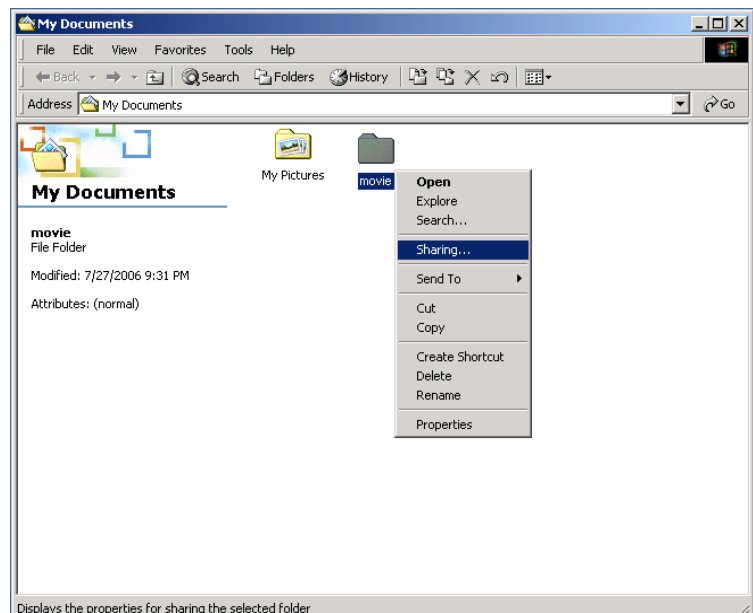 My Documents
File Edit View Favorites Tools Help
Back Search Folders History
Address My Documents Go
My Documents
movie
File Folder
Modified: 7/27/2006 9:31 PM
Attributes: (normal)
My Pictures
movie
Open
Explore
Search...
Sharing...
Send To
Cut
Copy
Create Shortcut
Delete
Rename
Properties
Displays the properties for sharing the selected folder